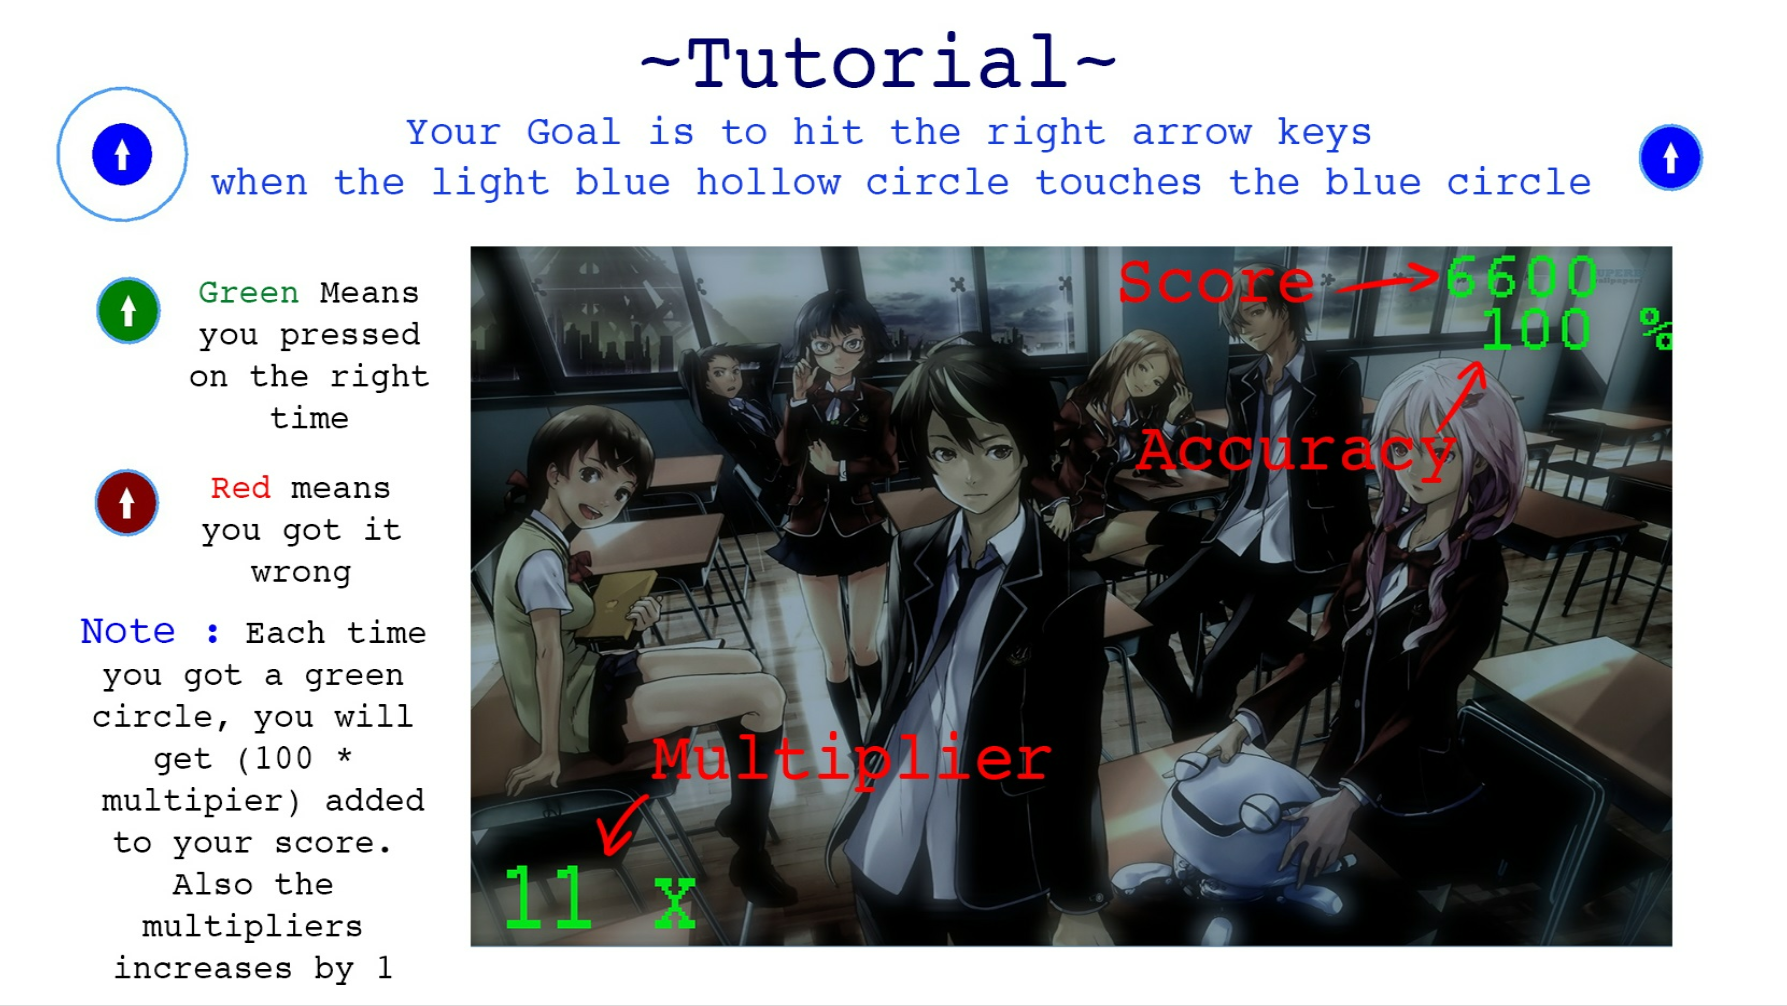 ~Tutorial~
Your Goal is to hit the right arrow keys
when the light blue hollow circle touches the blue circle
Green Means
you pressed
on the right
time
Red means
you got it
wrong
Note : Each time
you got a green
circle, you will
get (100 *
multipier) added
to your score.
Also the
multipliers
increases by 1
Score 6600
100 %
Accuracy
Multiplier
11 x